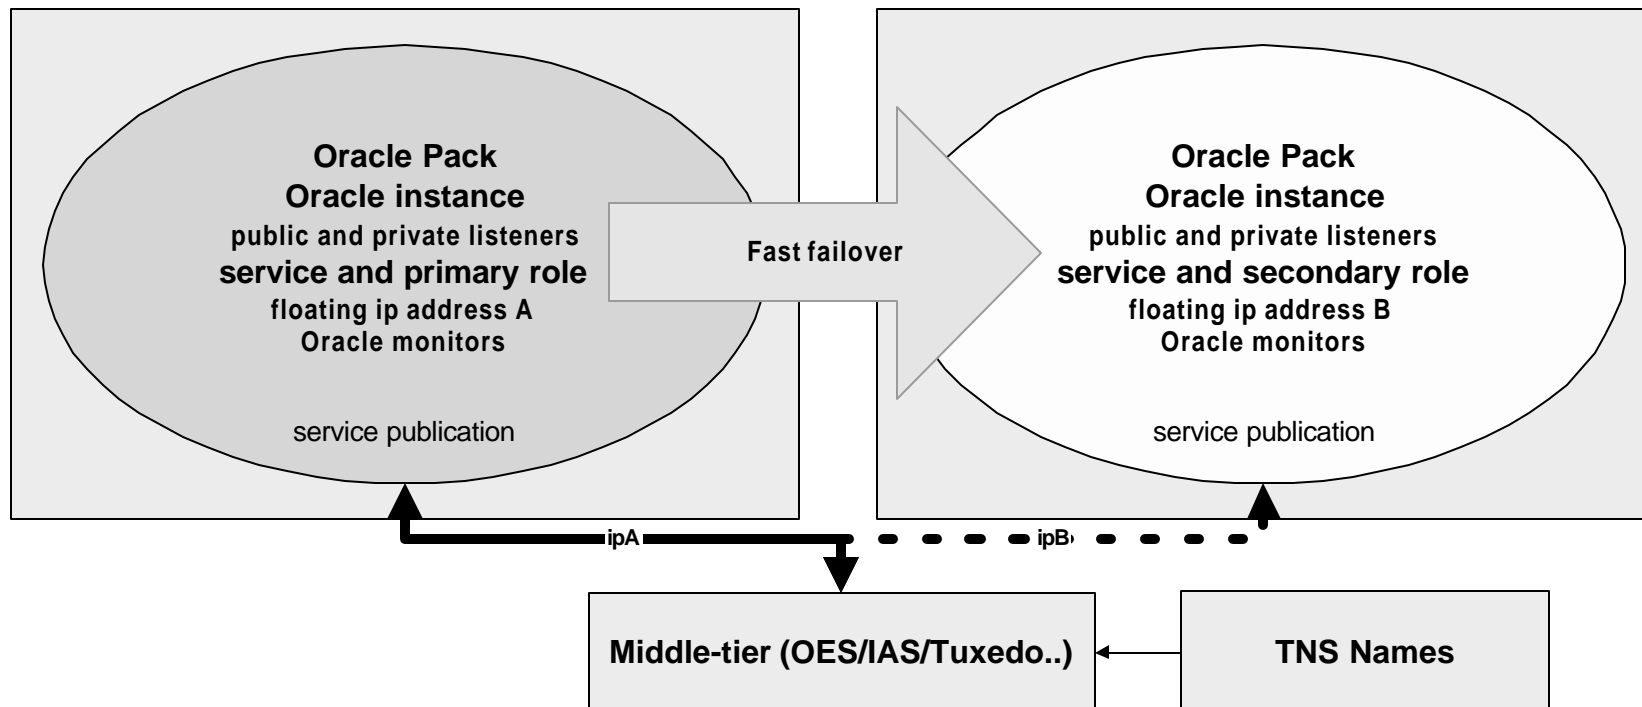 Oracle Pack
Oracle instance
public and private listeners
service and primary role
floating ip address A
Oracle monitors
service publication
Fast failover
Oracle Pack
Oracle instance
public and private listeners
service and secondary role
floating ip address B
Oracle monitors
service publication
ipA
ipB
Middle-tier (OES/IAS/Tuxedo..)
TNS Names